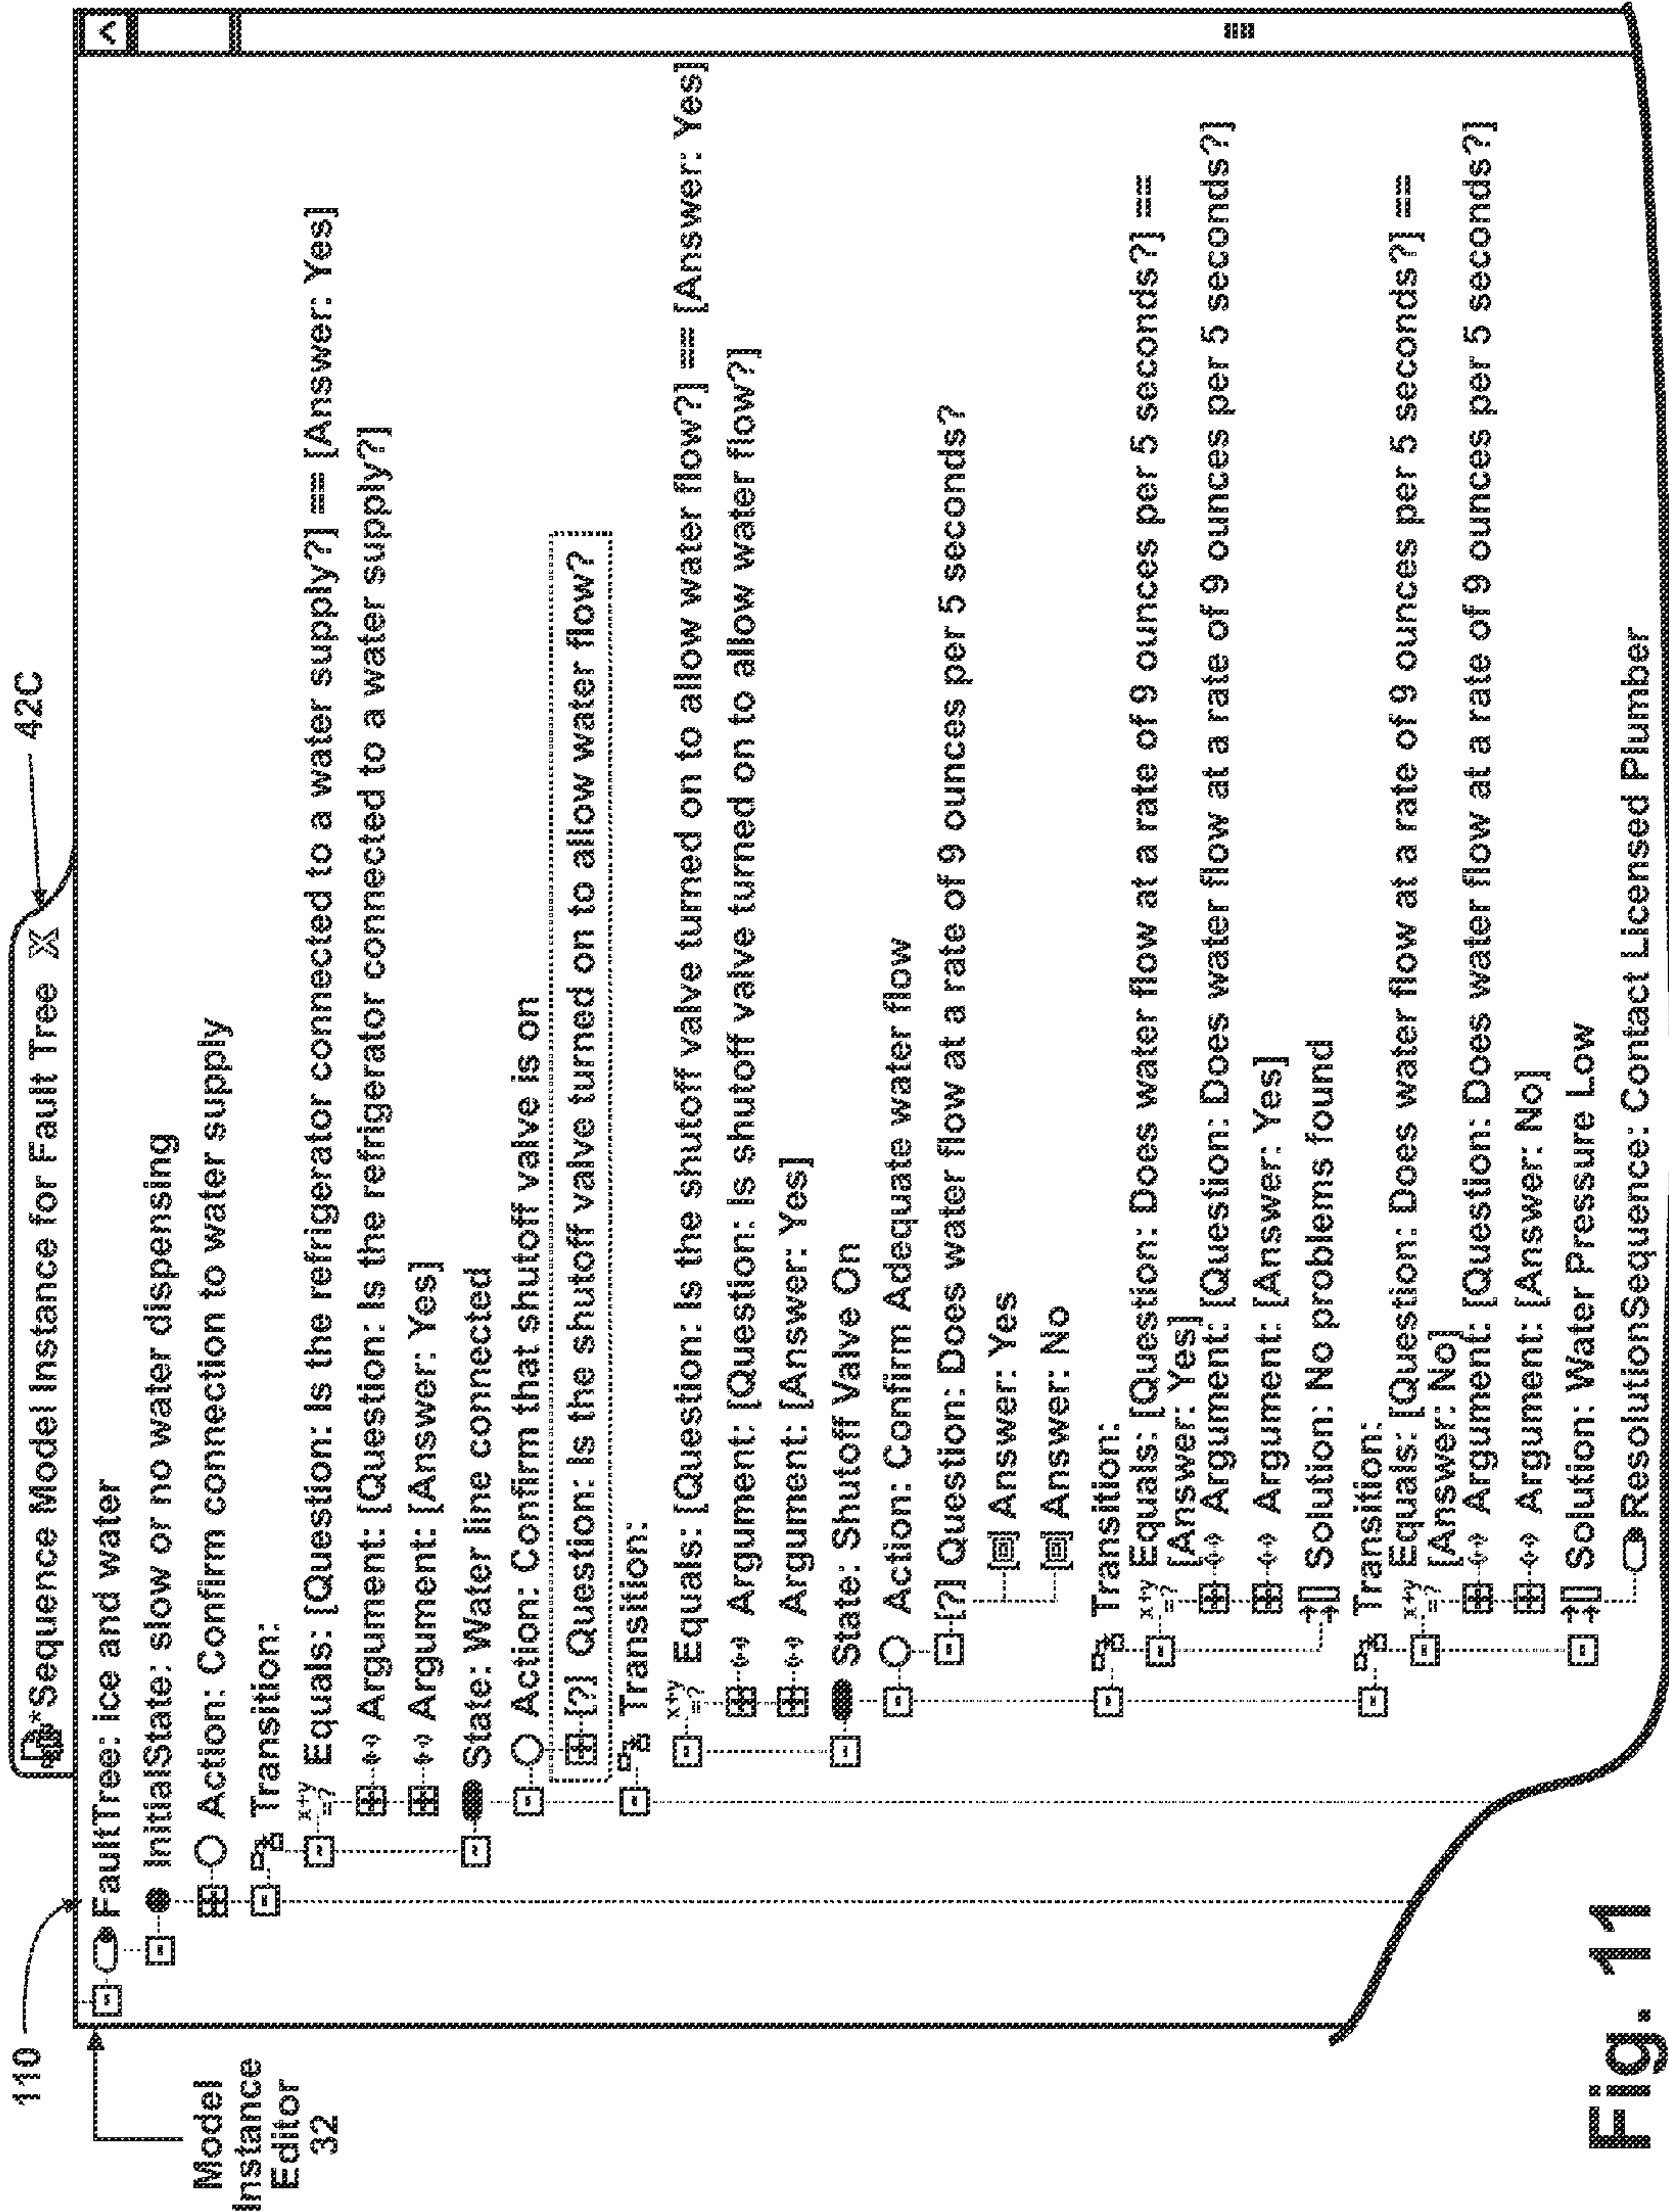 110
Model
Instance
Editor
32
*Sequence Model Instance for Fault Tree X
42C
FaultTree: ice and water
InitialState: slow or no water dispensing
Action: Confirm connection to water supply
Transition:
x+y
=?
Equals: [Question: Is the refrigerator connected to a water supply?] == [Answer: Yes]
Argument: [Question: Is the refrigerator connected to a water supply?]
Argument: [Answer: Yes]
State: Water line connected
Action: Confirm that shutoff valve is on
[?] Question: Is the shutoff valve turned on to allow water flow?
Transition:
x+y
=?
Equals: [Question: Is the shutoff valve turned on to allow water flow?] == [Answer: Yes]
Argument: [Question: Is shutoff valve turned on to allow water flow?]
Argument: [Answer: Yes]
State: Shutoff Valve On
Action: Confirm Adequate water flow
[?] Question: Does water flow at a rate of 9 ounces per 5 seconds?
Answer: Yes
Answer: No
Transition:
x+y
=?
Equals: [Question: Does water flow at a rate of 9 ounces per 5 seconds?] ==
[Answer: Yes]
Argument: [Question: Does water flow at a rate of 9 ounces per 5 seconds?]
Argument: [Answer: Yes]
Solution: No problems found
Transition:
x+y
=?
Equals: [Question: Does water flow at a rate of 9 ounces per 5 seconds?] ==
[Answer: No]
Argument: [Question: Does water flow at a rate of 9 ounces per 5 seconds?]
Argument: [Answer: No]
Solution: Water Pressure Low
ResolutionSequence: Contact Licensed Plumber
Fig. 11